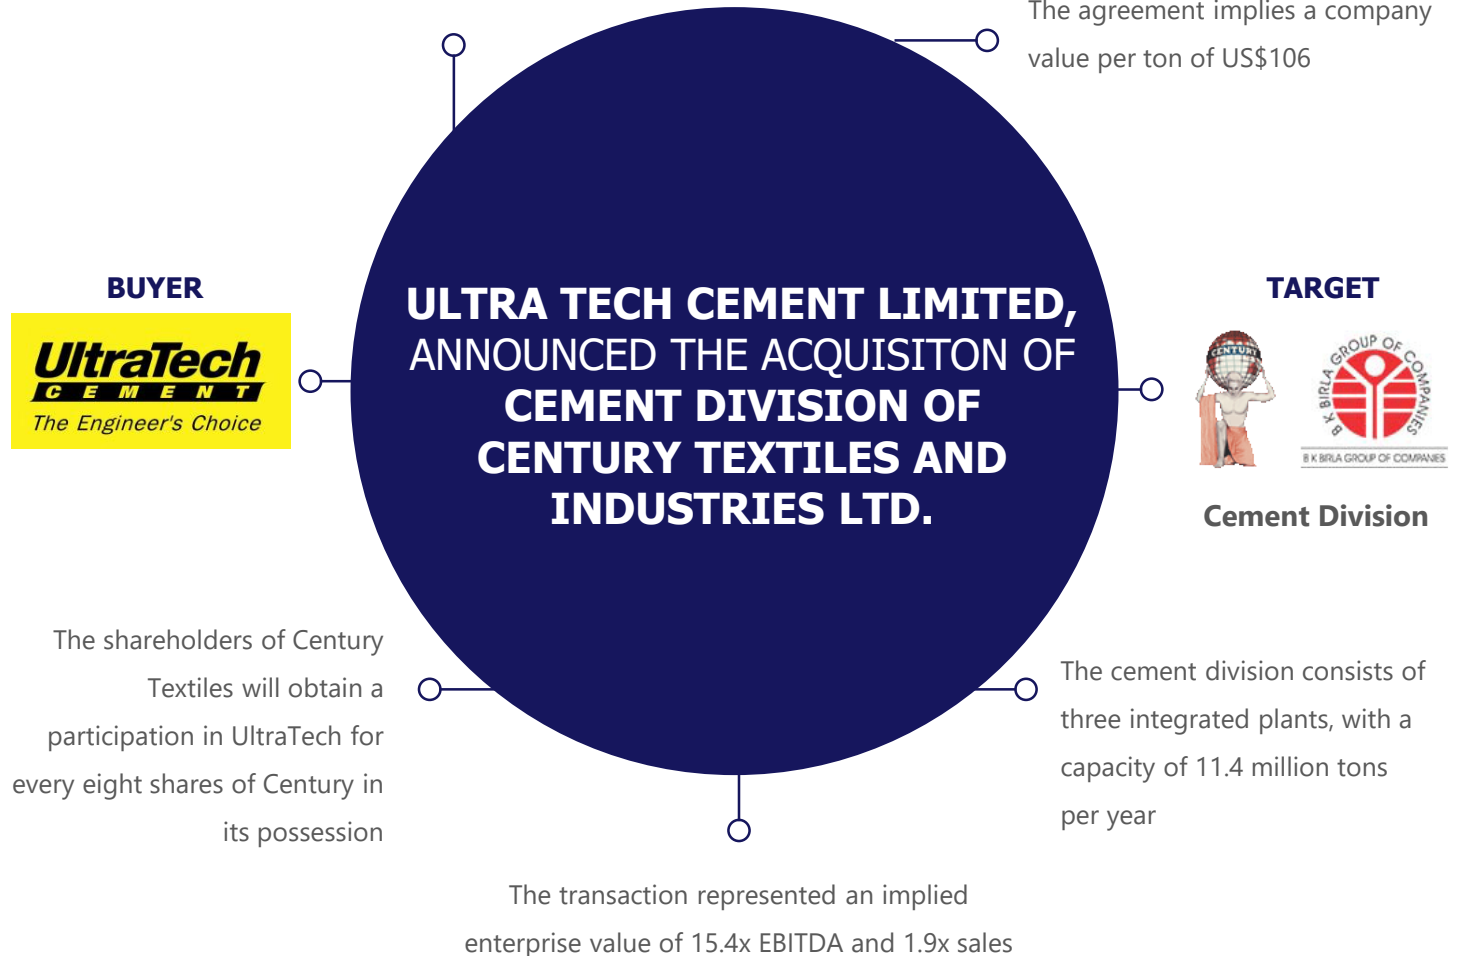 The agreement implies a company
value per ton of US$106
BUYER
UltraTech
CEMENT
The Engineer's Choice
ULTRA TECH CEMENT LIMITED,
ANNOUNCED THE ACQUISITON OF
CEMENT DIVISION OF
CENTURY TEXTILES AND
INDUSTRIES LTD.
TARGET
CENTURY
B K BIRLA GROUP OF COMPANIES
B K BIRLA GROUP OF COMPANIES
Cement Division
The shareholders of Century
Textiles will obtain a
participation in UltraTech for
every eight shares of Century in
its possession
The cement division consists of
three integrated plants, with a
capacity of 11.4 million tons
per year
The transaction represented an implied
enterprise value of 15.4x EBITDA and 1.9x sales